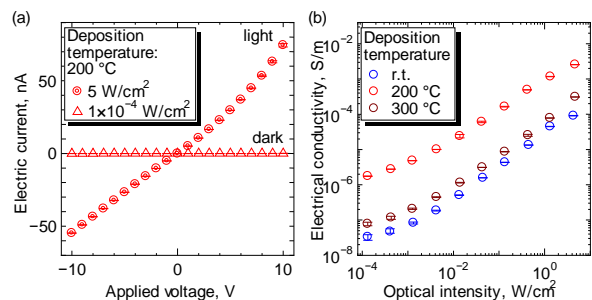 (a)
Deposition
temperature:
200 °C
5 W/cm²
1×10⁻⁴ W/cm²
light
dark
50
0
−50
Electric current, nA
−10
0
10
Applied voltage, V
(b)
Deposition
temperature
r.t.
200 °C
300 °C
10⁻²
10⁻⁴
10⁻⁶
10⁻⁸
Electrical conductivity, S/m
10⁻⁴
10⁻²
10⁰
Optical intensity, W/cm²